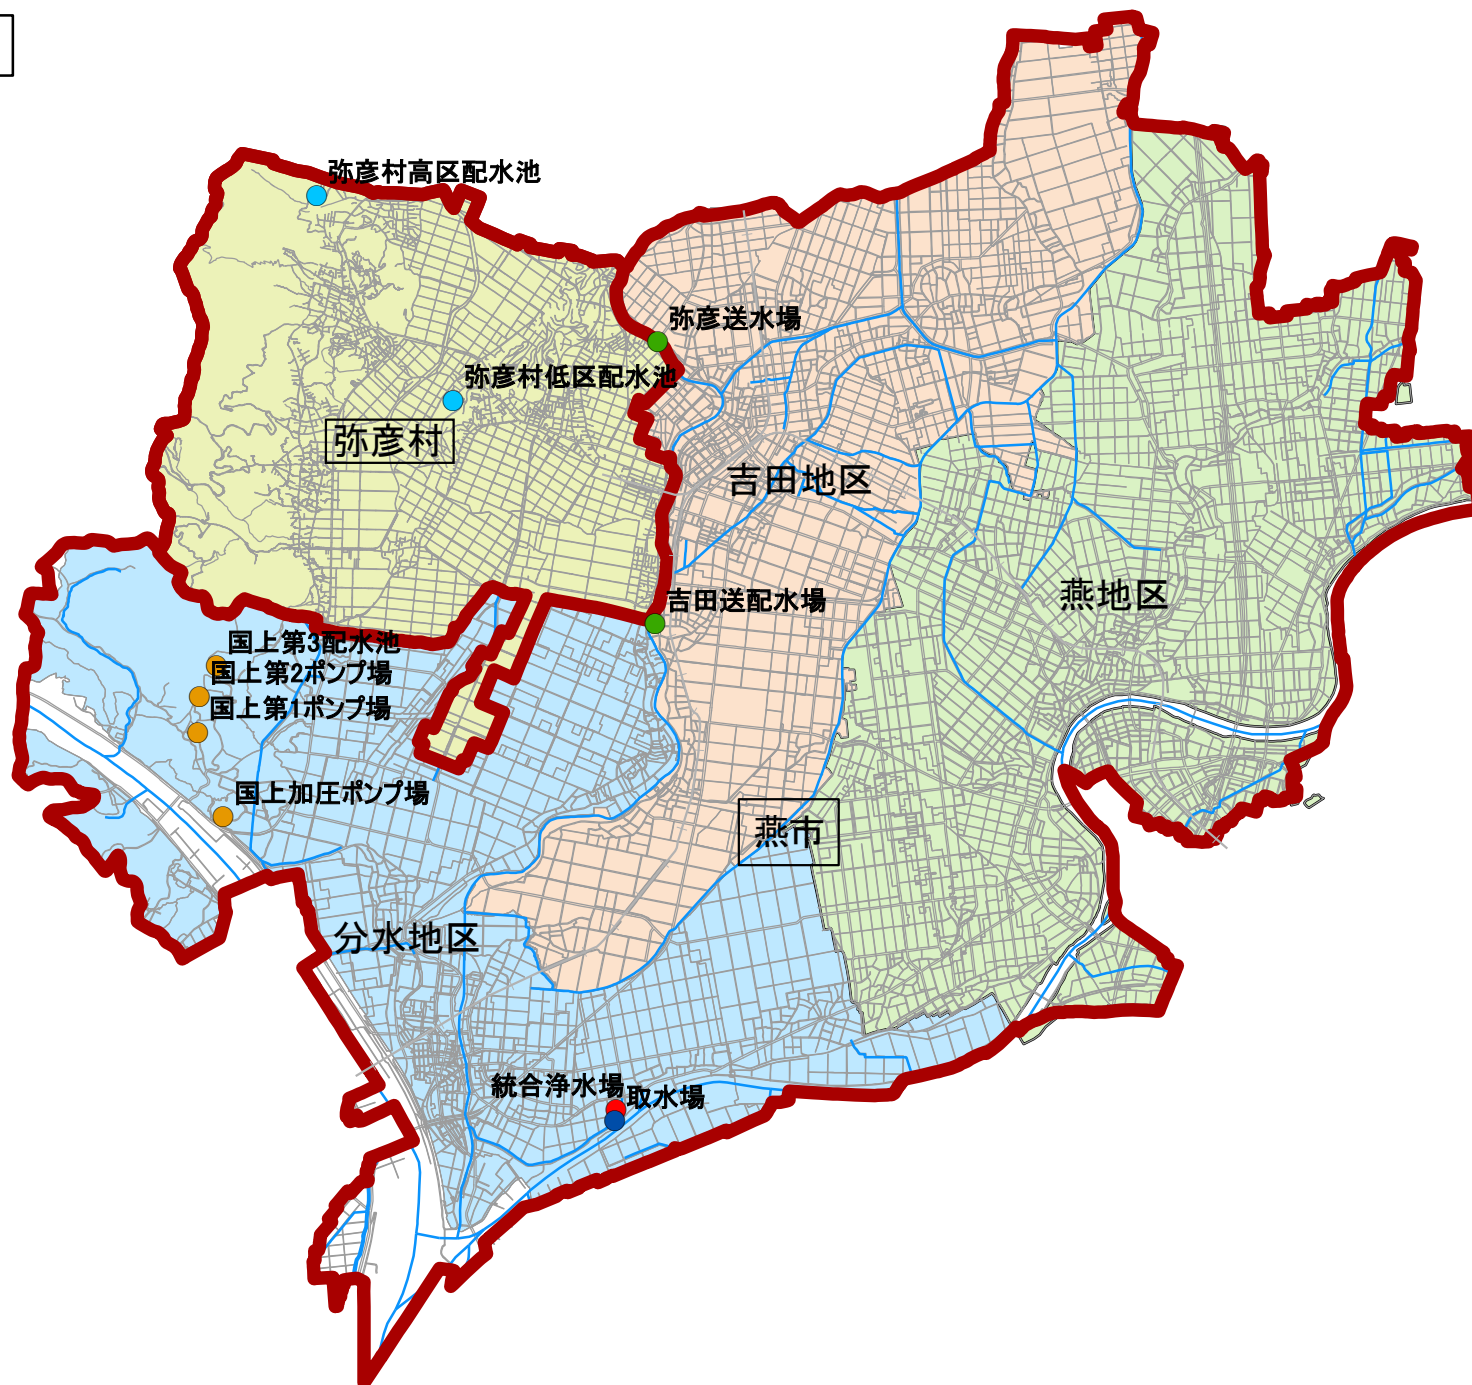 弥彦村高区配水池
弥彦送水場
弥彦村低区配水池
弥彦村
吉田地区
燕地区
吉田送配水場
国上第3配水池
国上第2ポンプ場
国上第1ポンプ場
国上加圧ポンプ場
燕市
分水地区
統合浄水場
取水場